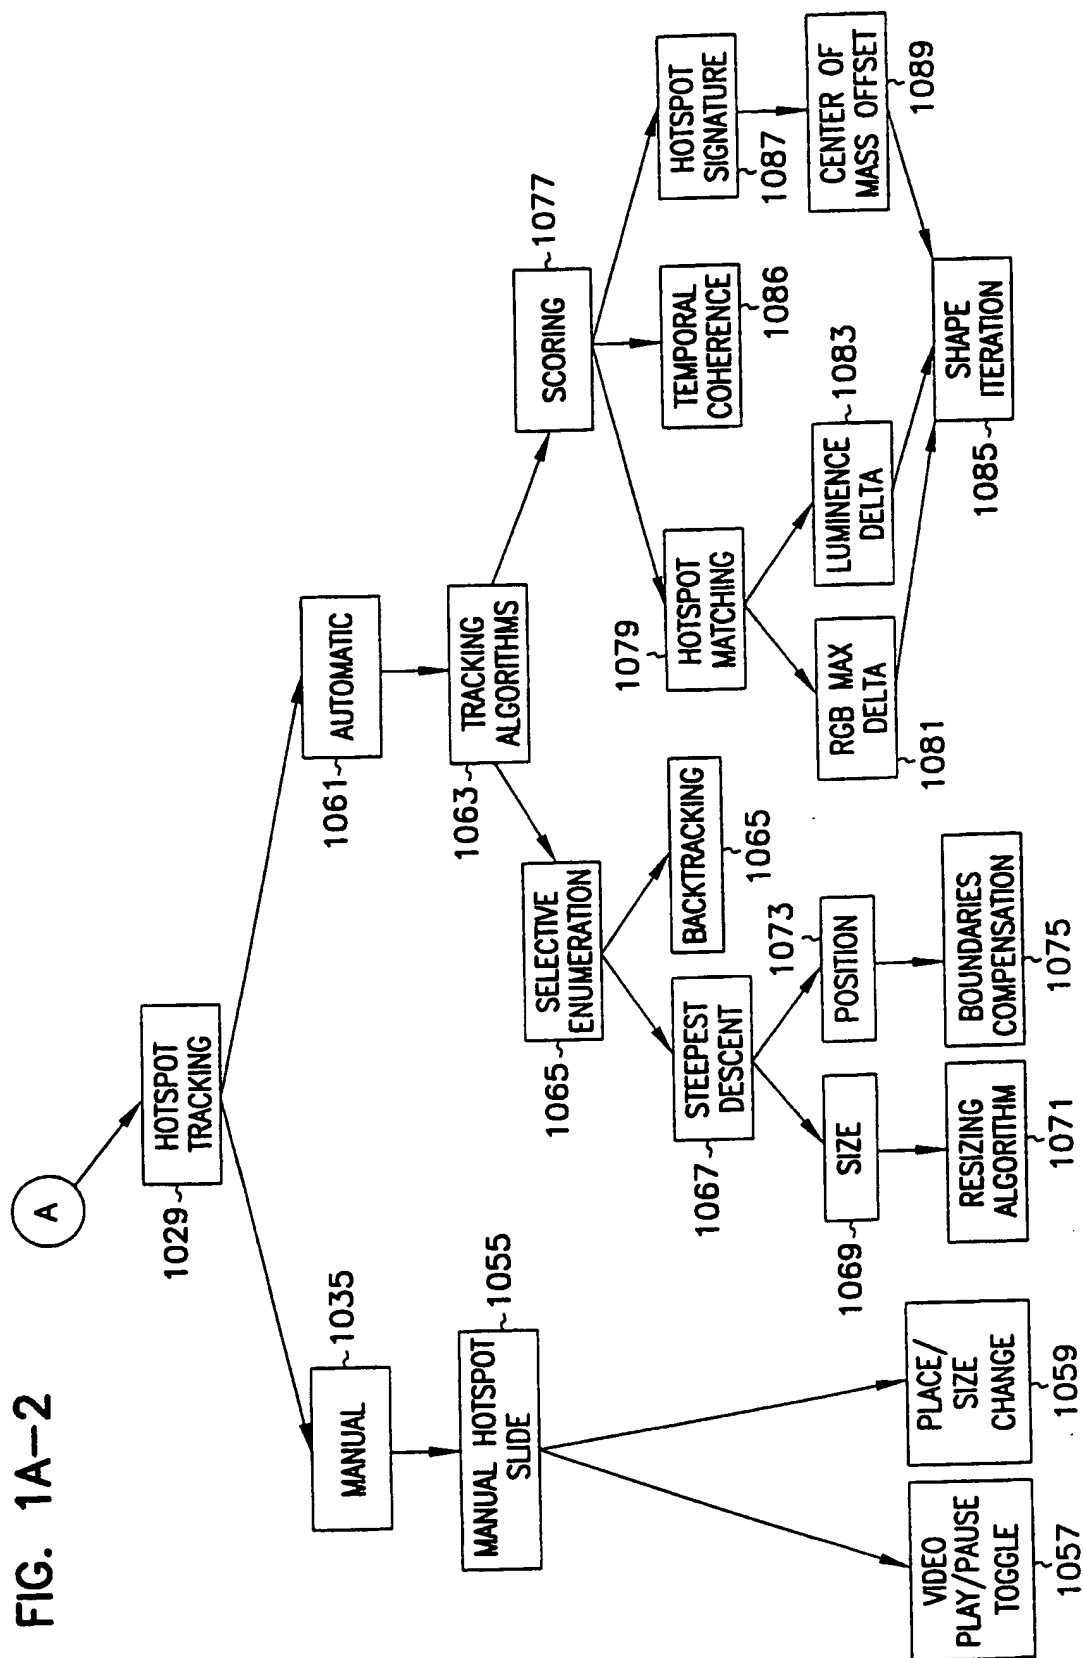 FIG. 1A-2
A
HOTSPOT
TRACKING
1029
MANUAL
1035
MANUAL HOTSPOT
SLIDE
1055
VIDEO
PLAY/PAUSE
TOGGLE
1057
PLACE/
SIZE
CHANGE
1059
AUTOMATIC
1061
TRACKING
ALGORITHMS
1063
SELECTIVE
ENUMERATION
1065
STEEPEST
DESCENT
1067
BACKTRACKING
1065
SIZE
1069
RESIZING
ALGORITHM
1071
POSITION
1073
BOUNDARIES
COMPENSATION
1075
SCORING
1077
HOTSPOT
MATCHING
1079
RGB MAX
DELTA
1081
LUMINENCE
DELTA
1083
TEMPORAL
COHERENCE
1086
HOTSPOT
SIGNATURE
1087
CENTER OF
MASS OFFSET
1089
SHAPE
ITERATION
1085